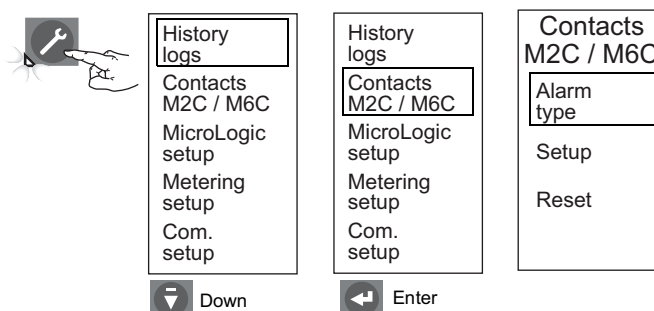 History
logs
Contacts
M2C / M6C
MicroLogic
setup
Metering
setup
Com.
setup
Down
History
logs
Contacts
M2C / M6C
MicroLogic
setup
Metering
setup
Com.
setup
Enter
Contacts
M2C / M6C
Alarm
type
Setup
Reset